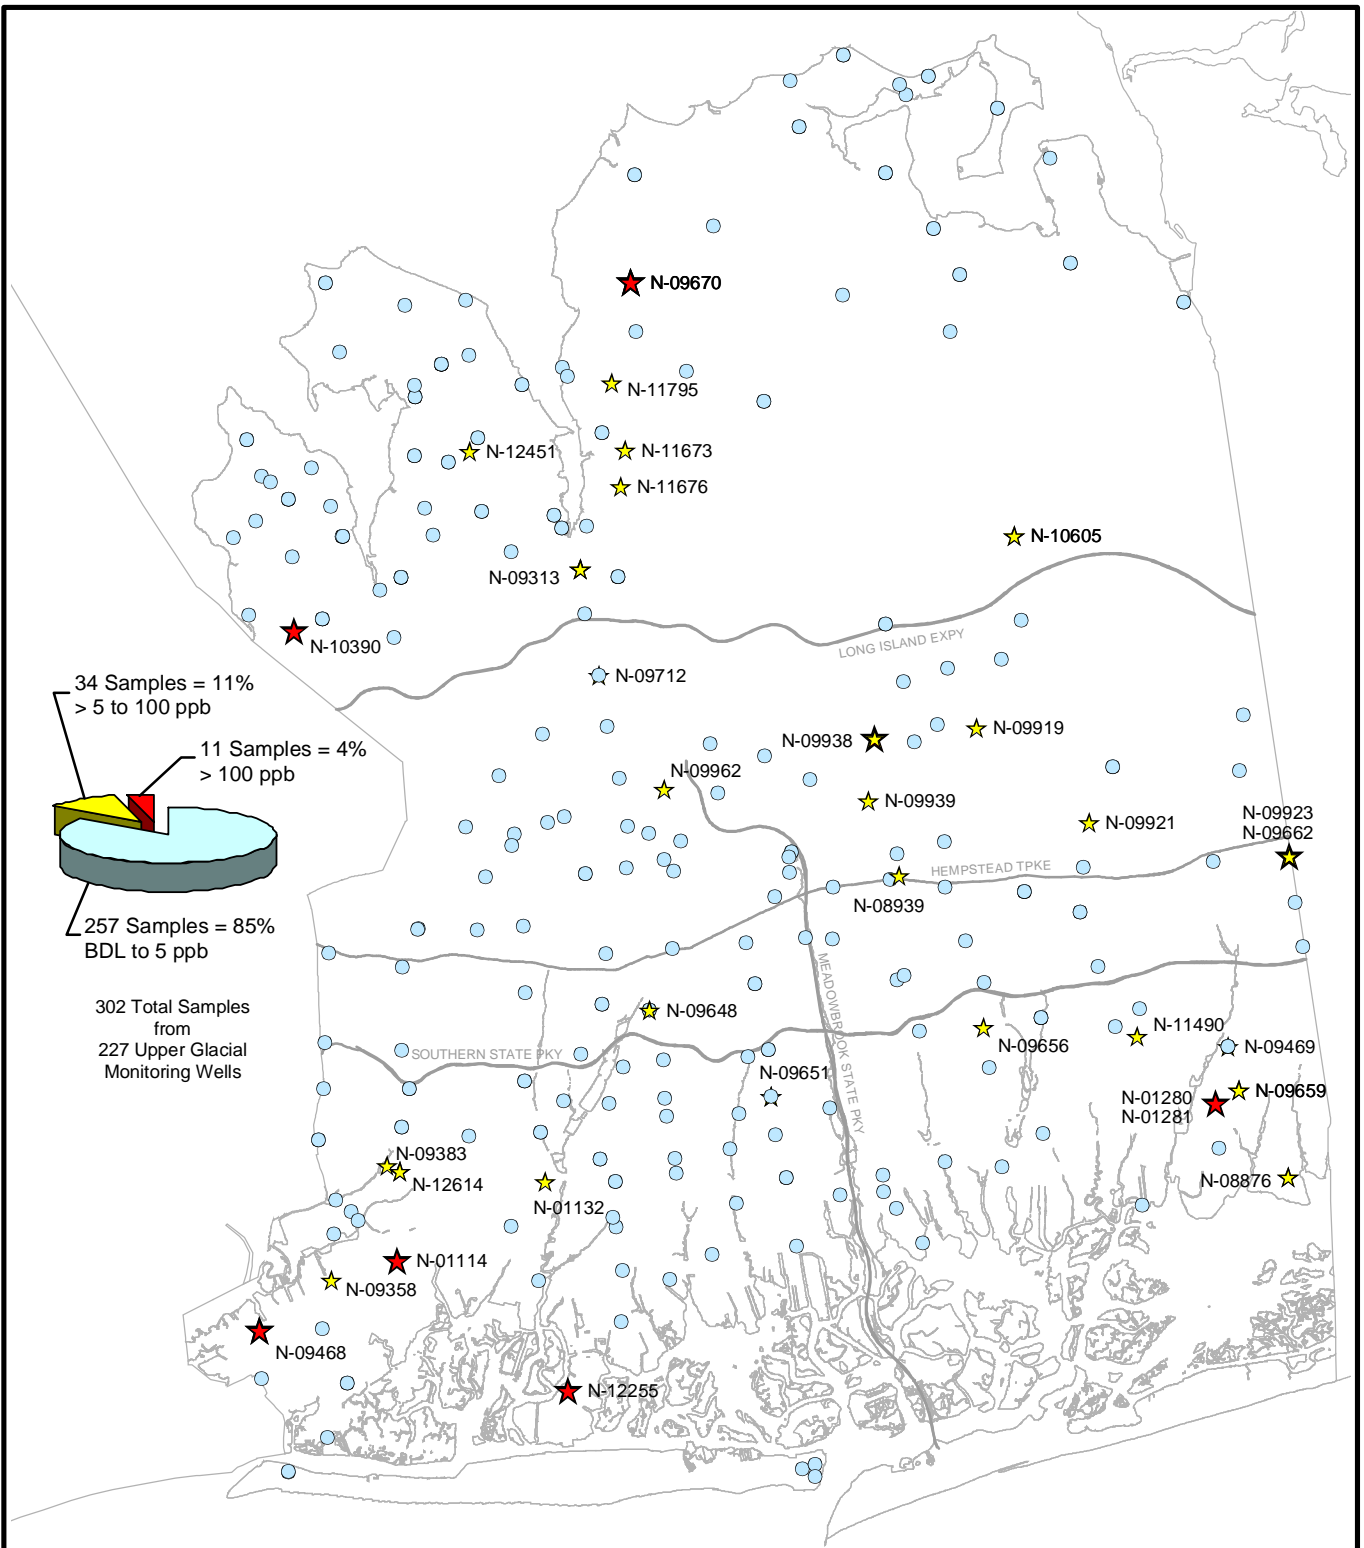 N-09670
N-11795
N-12451
N-11673
N-11676
N-10605
N-09313
N-10390
LONG ISLAND EXPY
N-09712
34 Samples = 11%
> 5 to 100 ppb
11 Samples = 4%
> 100 ppb
N-09938
N-09919
N-09962
N-09939
N-09921
N-09923
N-09662
HEMPSTEAD TPKE
N-08939
257 Samples = 85%
BDL to 5 ppb
MEADOWBROOK STATE PKY
302 Total Samples
from
227 Upper Glacial
Monitoring Wells
N-09648
N-11490
N-09656
N-09469
SOUTHERN STATE PKY
N-09651
N-09659
N-01280
N-01281
N-09383
N-12614
N-08876
N-01132
N-01114
N-09358
N-09468
N-12255